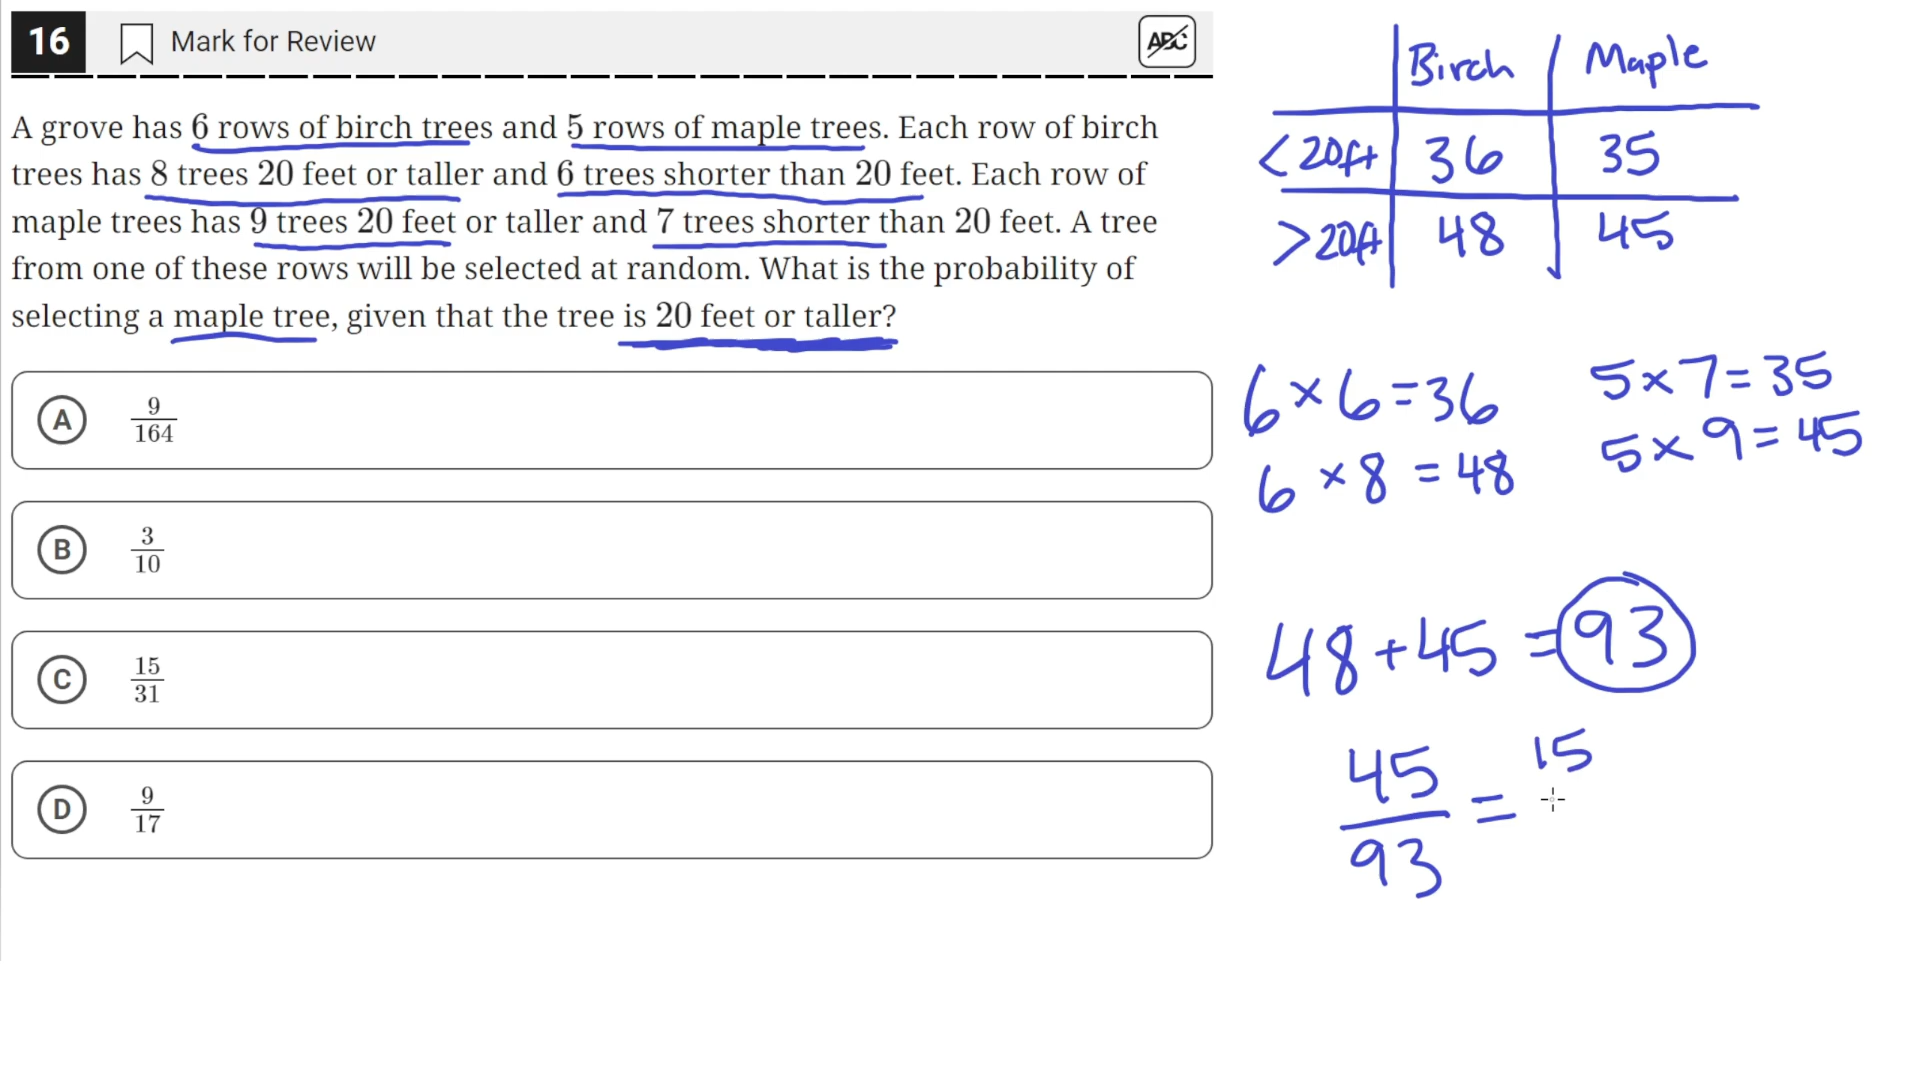 16 Mark for Review ABC
A grove has 6 rows of birch trees and 5 rows of maple trees. Each row of birch
trees has 8 trees 20 feet or taller and 6 trees shorter than 20 feet. Each row of
maple trees has 9 trees 20 feet or taller and 7 trees shorter than 20 feet. A tree
from one of these rows will be selected at random. What is the probability of
selecting a maple tree, given that the tree is 20 feet or taller?
A 9/164
B 3/10
C 15/31
D 9/17
Birch Maple
<20ft 36 35
>20ft 48 45
6×6=36
6×8=48
5×7=35
5×9=45
48+45=93
45/93 = 15